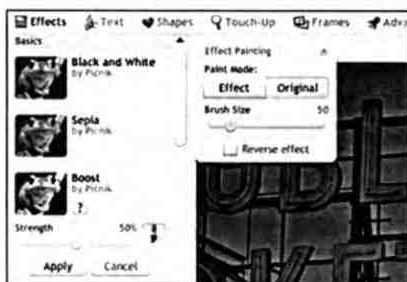 Effects Text Shapes Touch-Up Frames Adva
Basics
Black and White
by Picnik
Sepia
by Picnik
Boost
by Picnik
?
Strength 50%
Apply Cancel
Effect Painting
Paint Mode:
Effect Original
Brush Size 50
Reverse effect